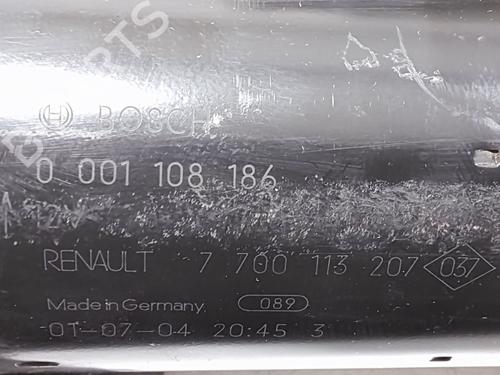 BOSCH
0 001 108 186
12V
RENAULT 7 700 113 207 037
Made in Germany 089
01-07-04 20:45 3